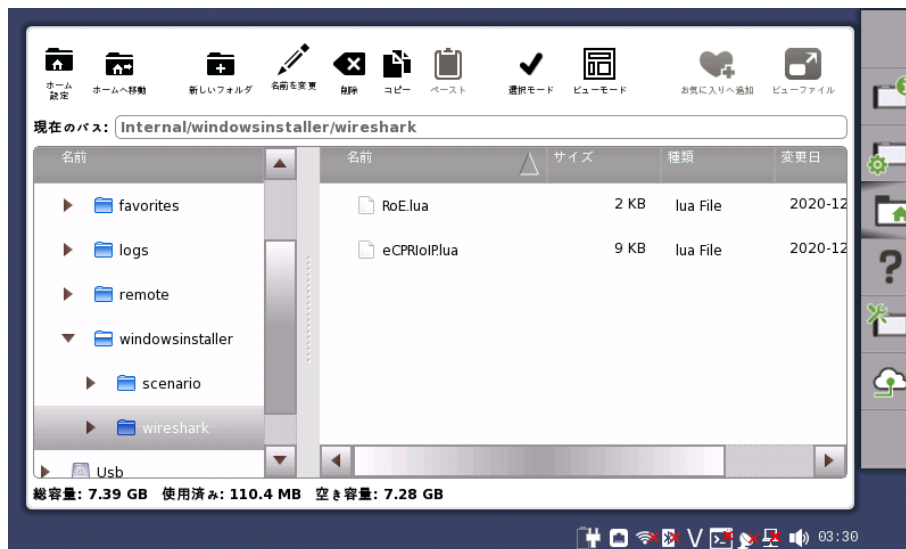 ホーム設定
ホームへ移動
新しいフォルダ
名前を変更
削除
コピー
ペースト
選択モード
ビューモード
お気に入りへ追加
ビューファイル
現在のパス: Internal/windowsinstaller/wireshark
名前
名前 サイズ 種類 変更日
favorites
logs
remote
windowsinstaller
scenario
wireshark
Usb
RoE.lua 2 KB lua File 2020-12
eCPRIoIP.lua 9 KB lua File 2020-12
総容量: 7.39 GB 使用済み: 110.4 MB 空き容量: 7.28 GB
03:30